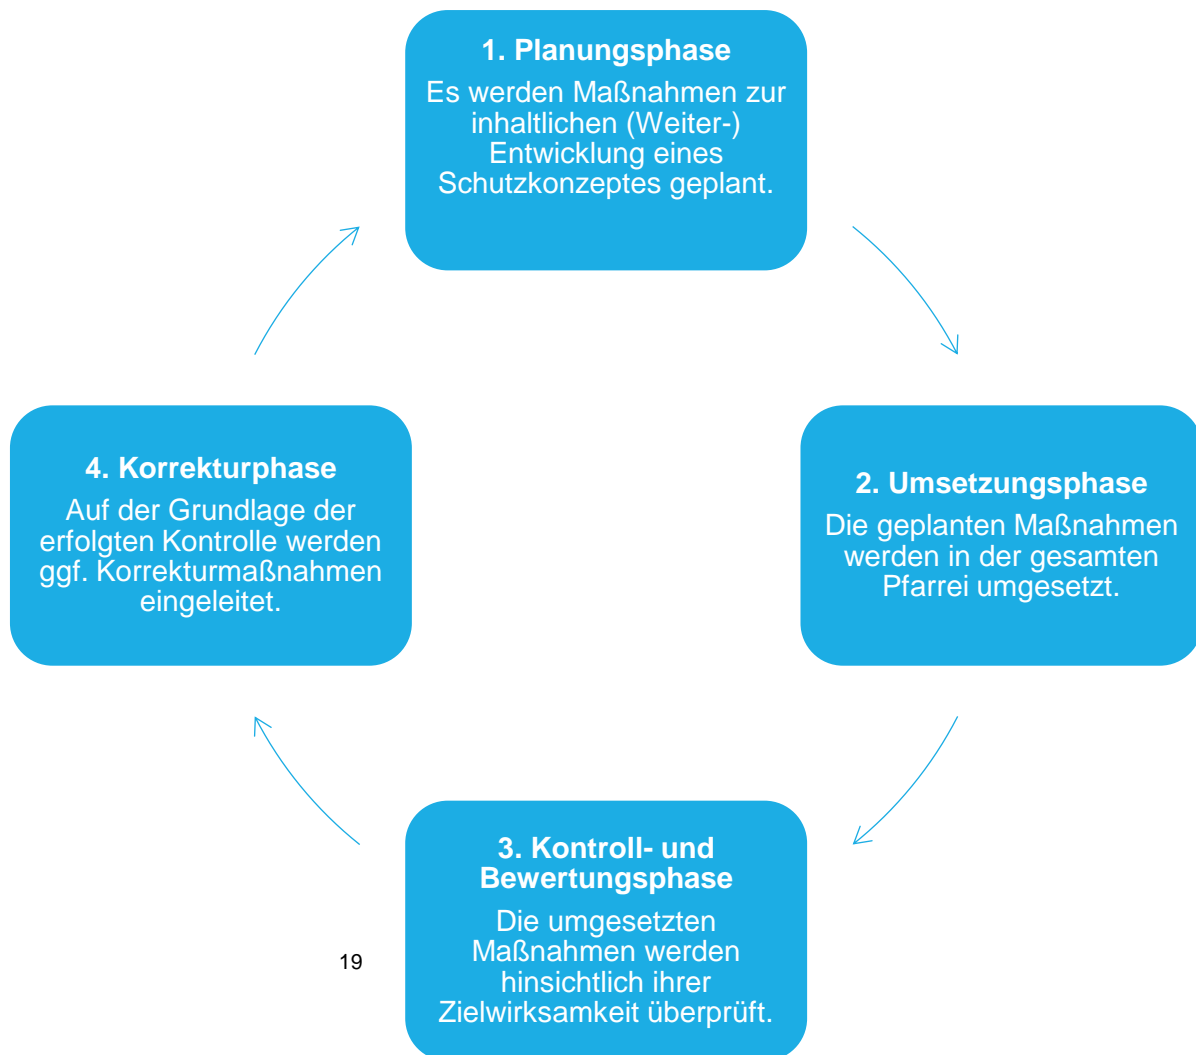 1. Planungsphase
Es werden Maßnahmen zur
inhaltlichen (Weiter-)
Entwicklung eines
Schutzkonzeptes geplant.
2. Umsetzungsphase
Die geplanten Maßnahmen
werden in der gesamten
Pfarrei umgesetzt.
3. Kontroll- und
Bewertungsphase
Die umgesetzten
Maßnahmen werden
hinsichtlich ihrer
Zielwirksamkeit überprüft.
4. Korrekturphase
Auf der Grundlage der
erfolgten Kontrolle werden
ggf. Korrekturmaßnahmen
eingeleitet.
19